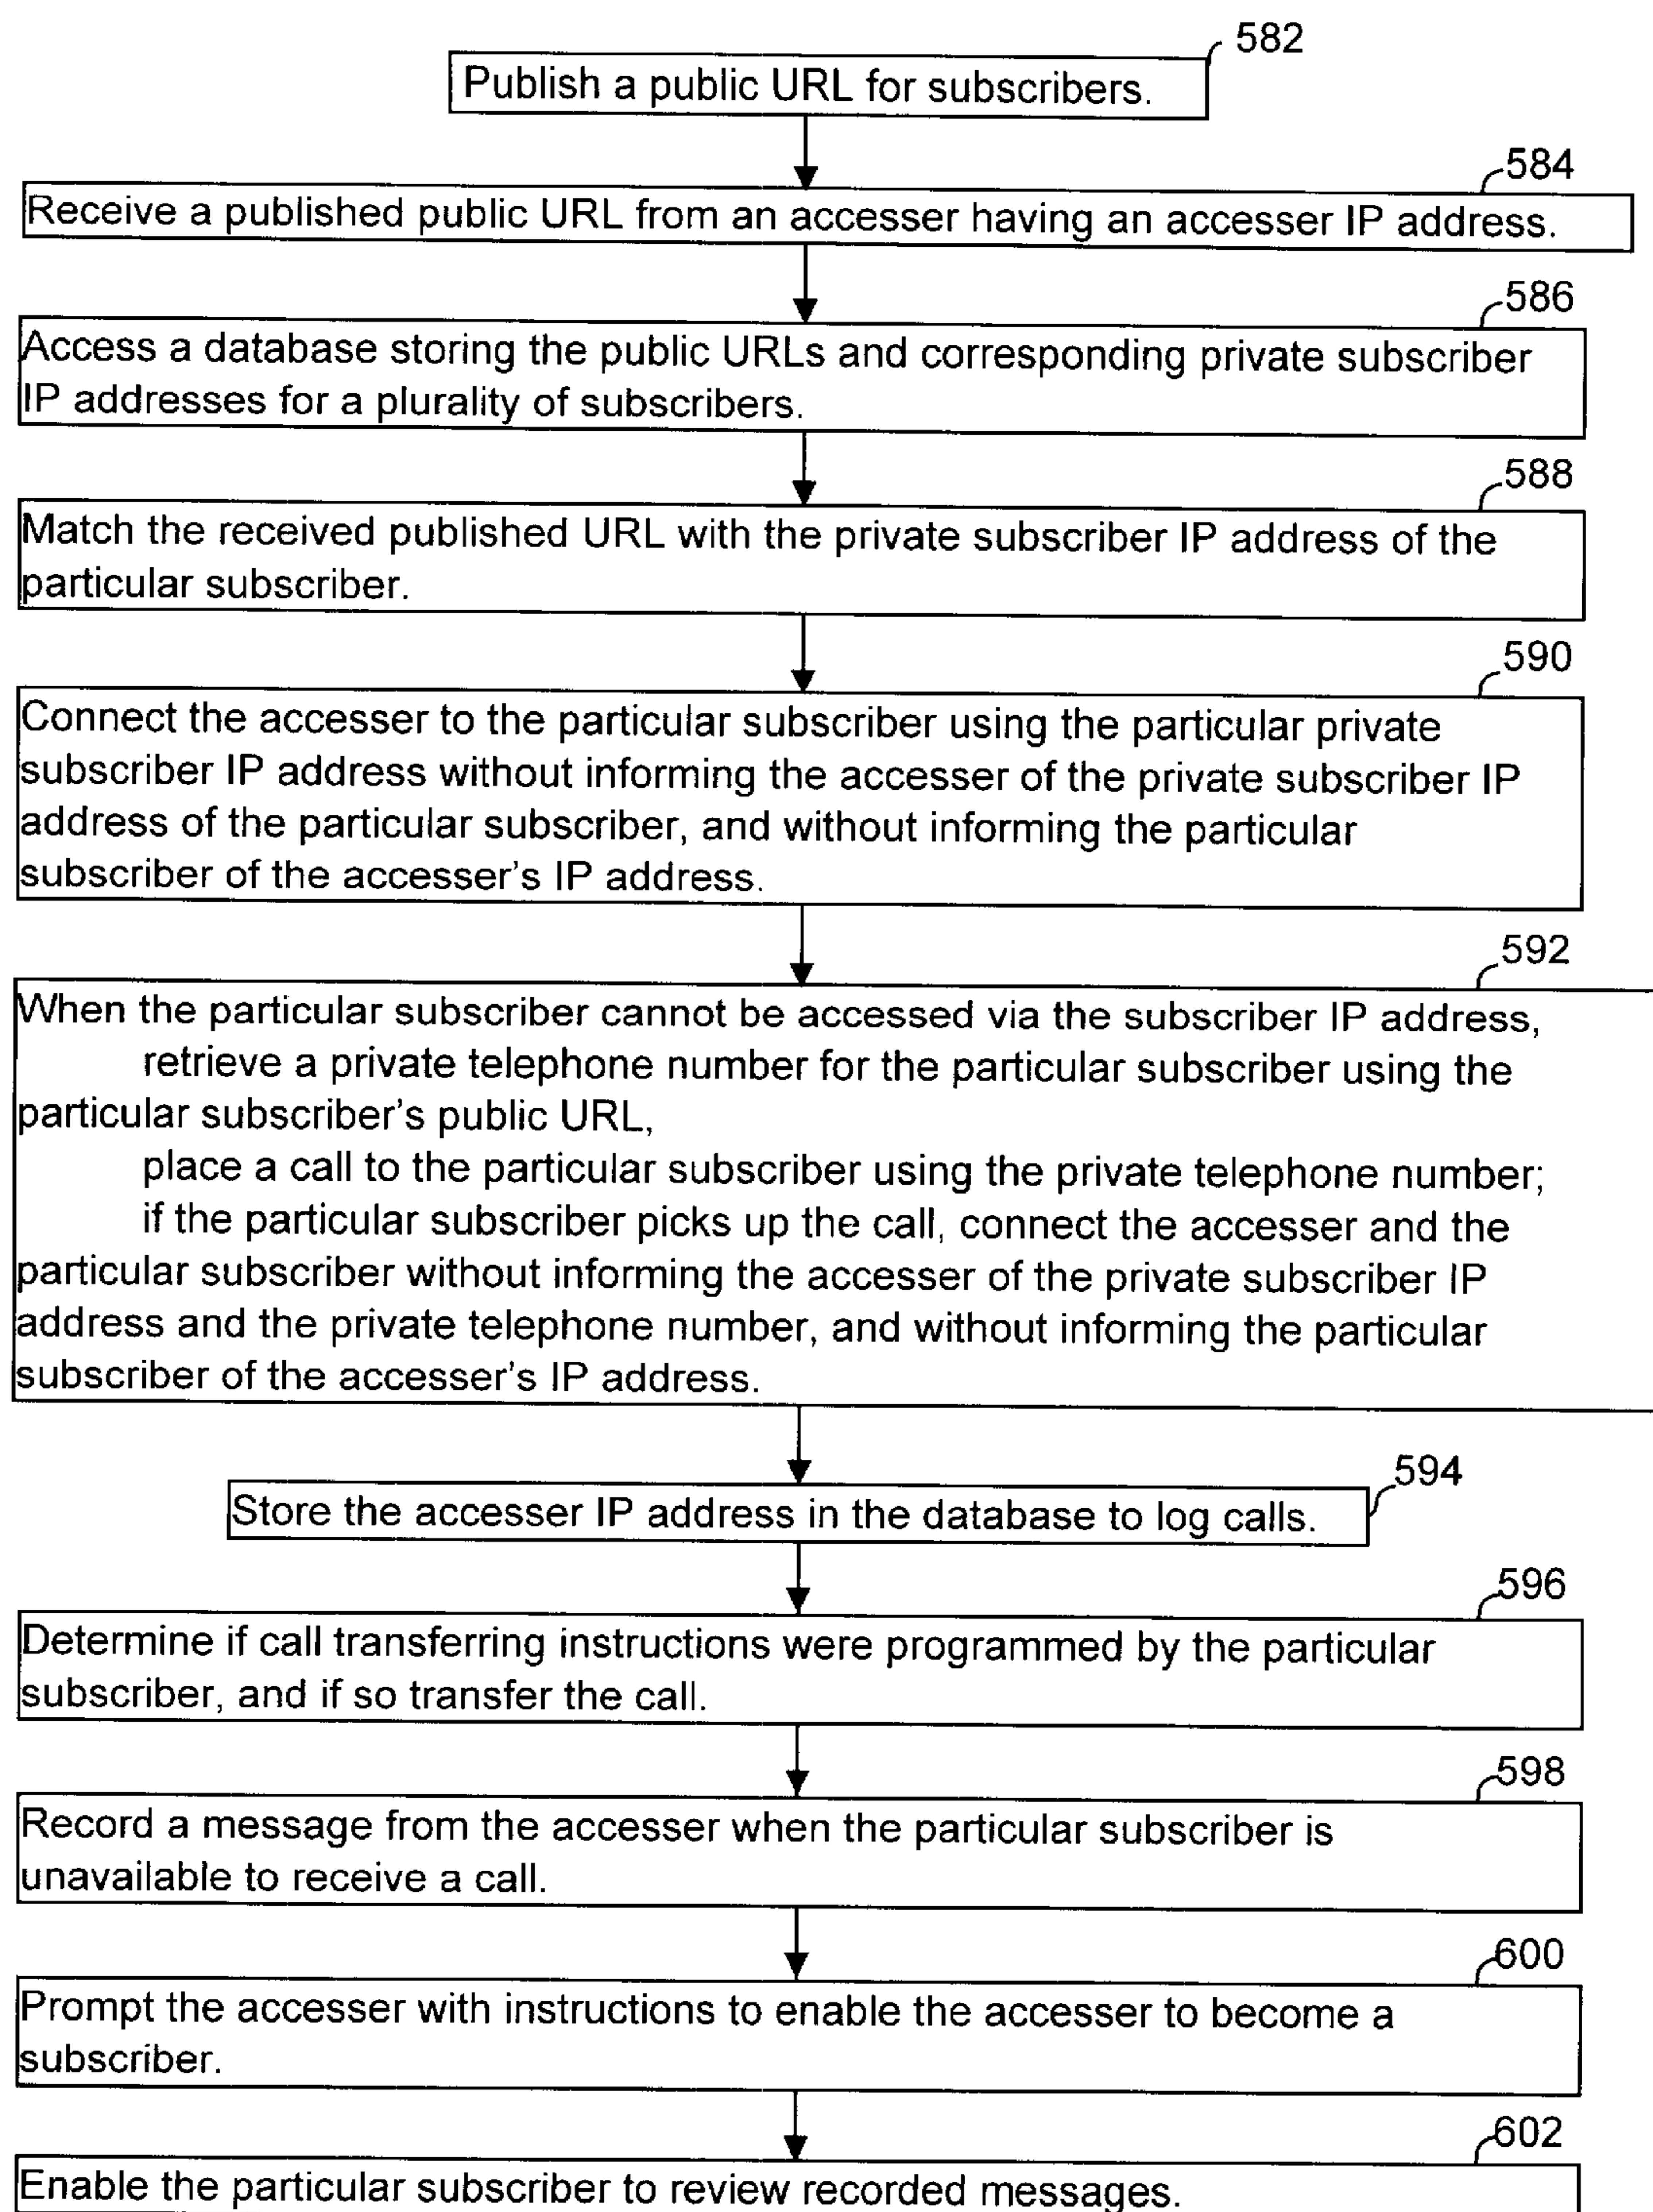 582
Publish a public URL for subscribers.
584
Receive a published public URL from an accesser having an accesser IP address.
586
Access a database storing the public URLs and corresponding private subscriber
IP addresses for a plurality of subscribers.
588
Match the received published URL with the private subscriber IP address of the
particular subscriber.
590
Connect the accesser to the particular subscriber using the particular private
subscriber IP address without informing the accesser of the private subscriber IP
address of the particular subscriber, and without informing the particular
subscriber of the accesser's IP address.
592
When the particular subscriber cannot be accessed via the subscriber IP address,
retrieve a private telephone number for the particular subscriber using the
particular subscriber's public URL,
place a call to the particular subscriber using the private telephone number;
if the particular subscriber picks up the call, connect the accesser and the
particular subscriber without informing the accesser of the private subscriber IP
address and the private telephone number, and without informing the particular
subscriber of the accesser's IP address.
594
Store the accesser IP address in the database to log calls.
596
Determine if call transferring instructions were programmed by the particular
subscriber, and if so transfer the call.
598
Record a message from the accesser when the particular subscriber is
unavailable to receive a call.
600
Prompt the accesser with instructions to enable the accesser to become a
subscriber.
602
Enable the particular subscriber to review recorded messages.